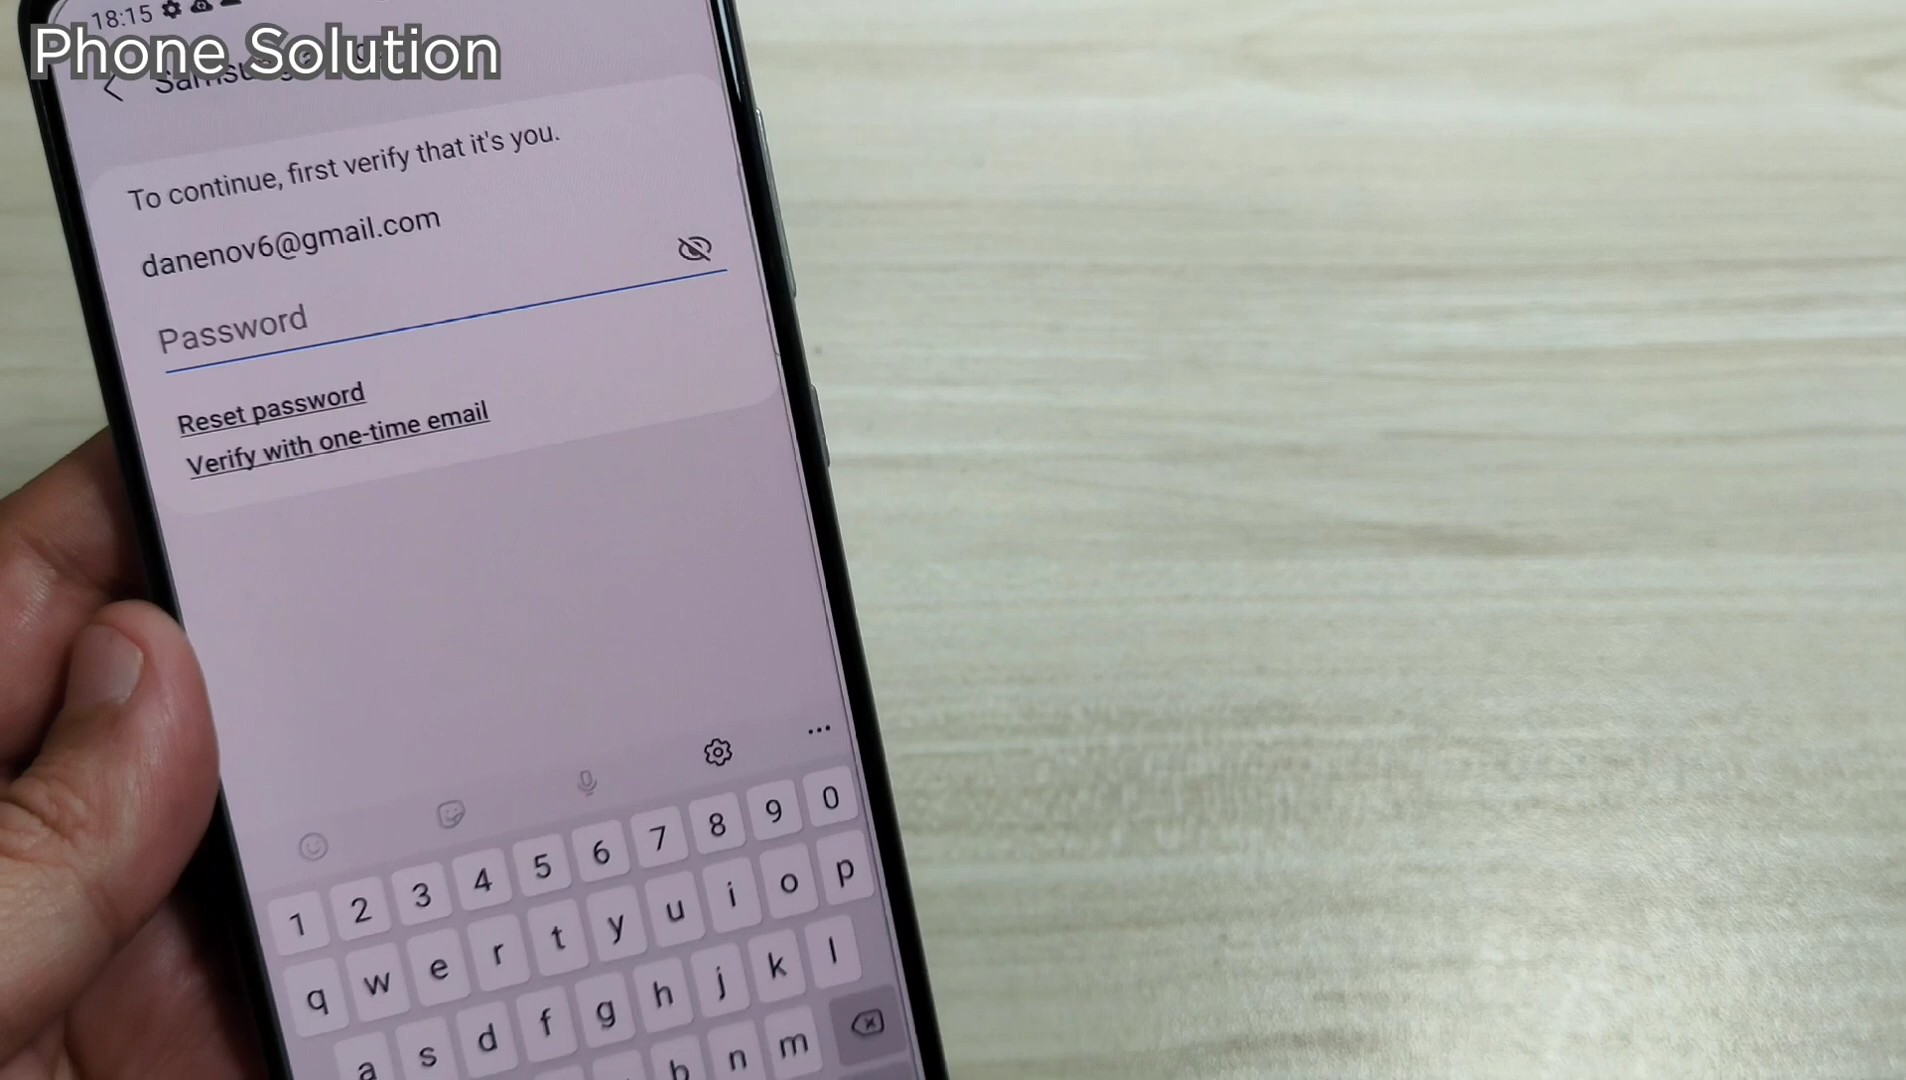 18:15
Phone Solution
To continue, first verify that it's you.
danenov6@gmail.com
Password
Reset password
Verify with one-time email
1 2 3 4 5 6 7 8 9 0
q w e r t y u i o p
a s d f g h j k l
b n m